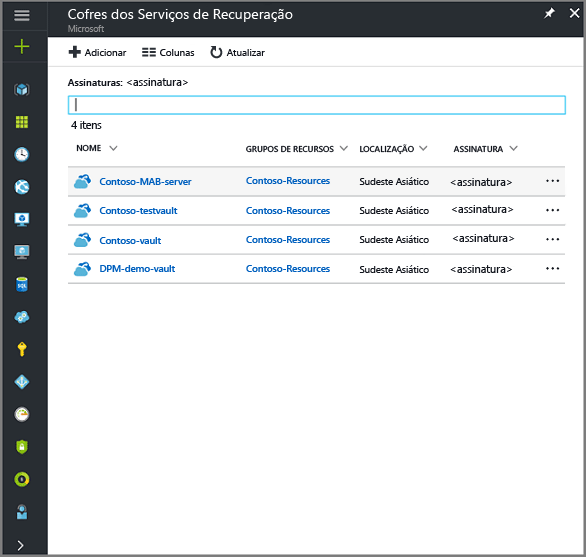 Cofres dos Serviços de Recuperação
Microsoft
Adicionar Colunas Atualizar
Assinaturas: <assinatura>
4 itens
NOME GRUPOS DE RECURSOS LOCALIZAÇÃO ASSINATURA
Contoso-MAB-server Contoso-Resources Sudeste Asiático <assinatura> ...
Contoso-testvault Contoso-Resources Sudeste Asiático <assinatura> ...
Contoso-vault Contoso-Resources Sudeste Asiático <assinatura> ...
DPM-demo-vault Contoso-Resources Sudeste Asiático <assinatura> ...
SQL